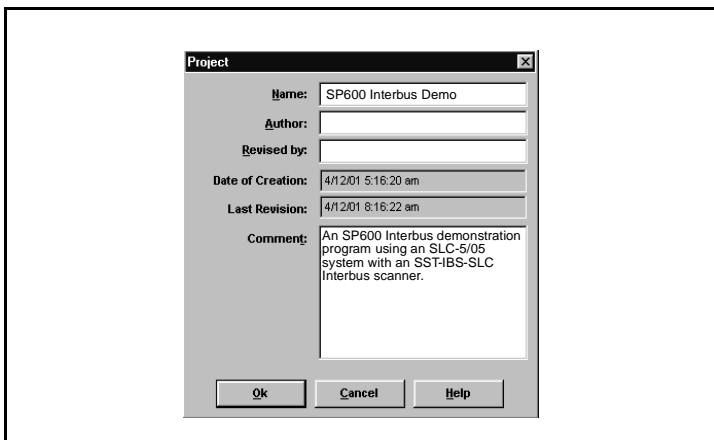 Project
Name: SP600 Interbus Demo
Author:
Revised by:
Date of Creation: 4/12/01 5:16:20 am
Last Revision: 4/12/01 8:16:22 am
Comment: An SP600 Interbus demonstration
program using an SLC-5/05
system with an SST-IBS-SLC
Interbus scanner.
Ok Cancel Help